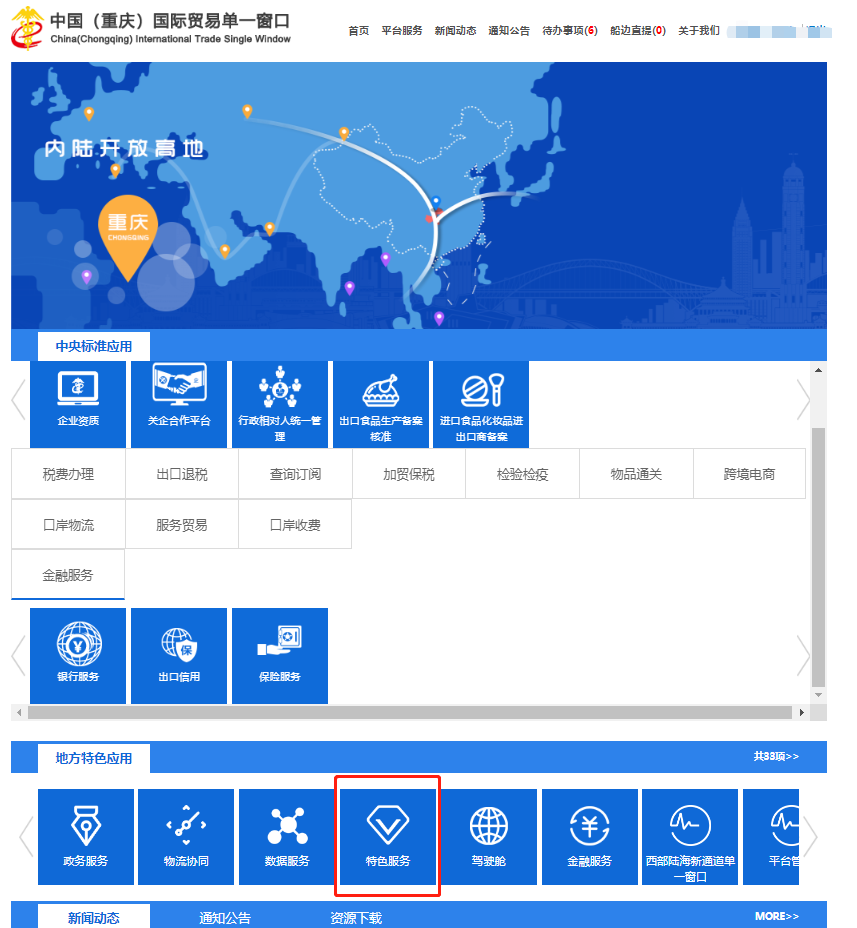 中国（重庆）国际贸易单一窗口
China(Chongqing) International Trade Single Window
首页 平台服务 新闻动态 通知公告 待办事项(6) 船边直提(0) 关于我们
内陆开放高地
重庆
CHONGQING
中央标准应用
企业资质 关企合作平台 行政相对人统一管 出口食品生产备案 进口食品化妆品进
理 核准 出口商备案
税费办理 出口退税 查询订阅 加贸保税 检验检疫 物品通关 跨境电商
口岸物流 服务贸易 口岸收费
金融服务
银行服务 出口信用 保险服务
地方特色应用 共33项>>
政务服务 物流协同 数据服务 特色服务 驾驶舱 金融服务 西部陆海新通道单 平台管
一窗口
新闻动态 通知公告 资源下载 MORE>>